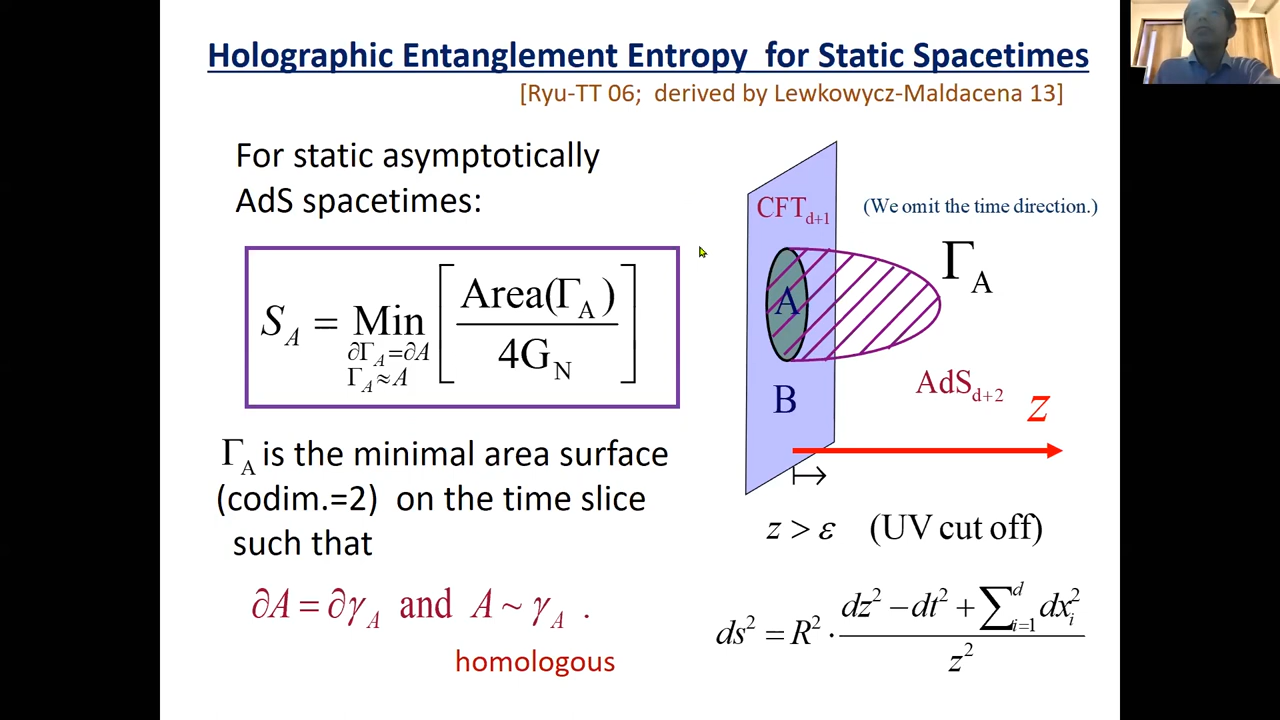 Holographic Entanglement Entropy for Static Spacetimes
[Ryu-TT 06; derived by Lewkowycz-Maldacena 13]
For static asymptotically
AdS spacetimes:
S_A = Min_{∂Γ_A=∂A, Γ_A≈A} [ Area(Γ_A) / 4G_N ]
Γ_A is the minimal area surface
(codim.=2) on the time slice
such that
∂A = ∂γ_A and A ~ γ_A .
homologous
CFT_{d+1}
(We omit the time direction.)
Γ_A
A
B
AdS_{d+2}
z
z > ε (UV cut off)
ds² = R² · (dz² − dt² + ∑_{i=1}^{d} dx_i²) / z²